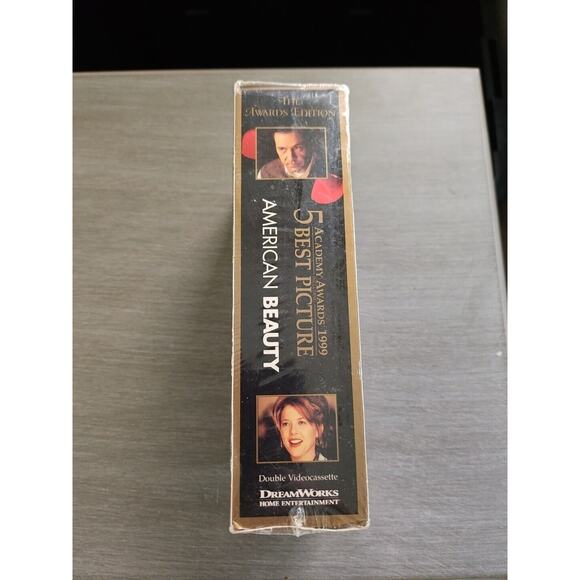 THE
AWARDS EDITION
5 ACADEMY AWARDS 1999
BEST PICTURE
AMERICAN BEAUTY
Double Videocassette
DREAMWORKS
HOME ENTERTAINMENT